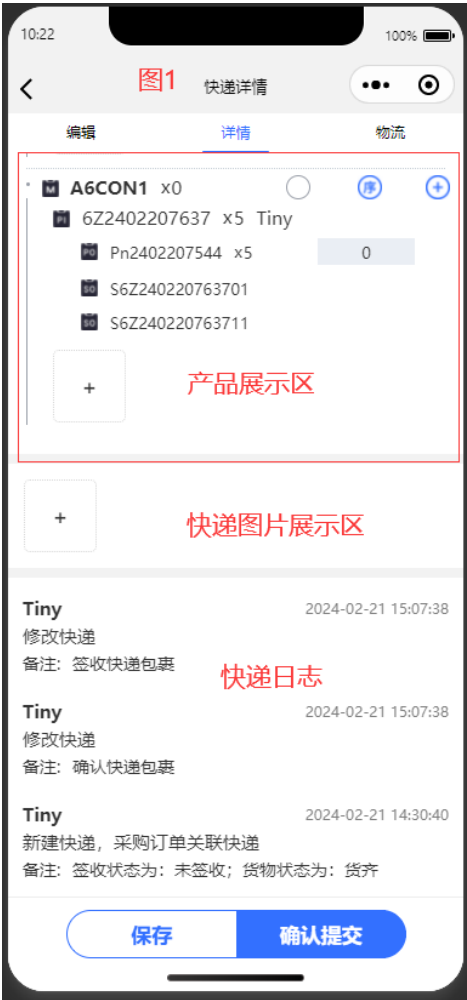 10:22
100%
图1
快递详情
编辑 详情 物流
M A6CON1 x0 序 +
PI 6Z2402207637 x5 Tiny
PO Pn2402207544 x5 0
SO S6Z240220763701
SO S6Z240220763711
+
产品展示区
+
快递图片展示区
Tiny 2024-02-21 15:07:38
修改快递
备注：签收快递包裹
快递日志
Tiny 2024-02-21 15:07:38
修改快递
备注：确认快递包裹
Tiny 2024-02-21 14:30:40
新建快递，采购订单关联快递
备注：签收状态为：未签收；货物状态为：货齐
保存 确认提交